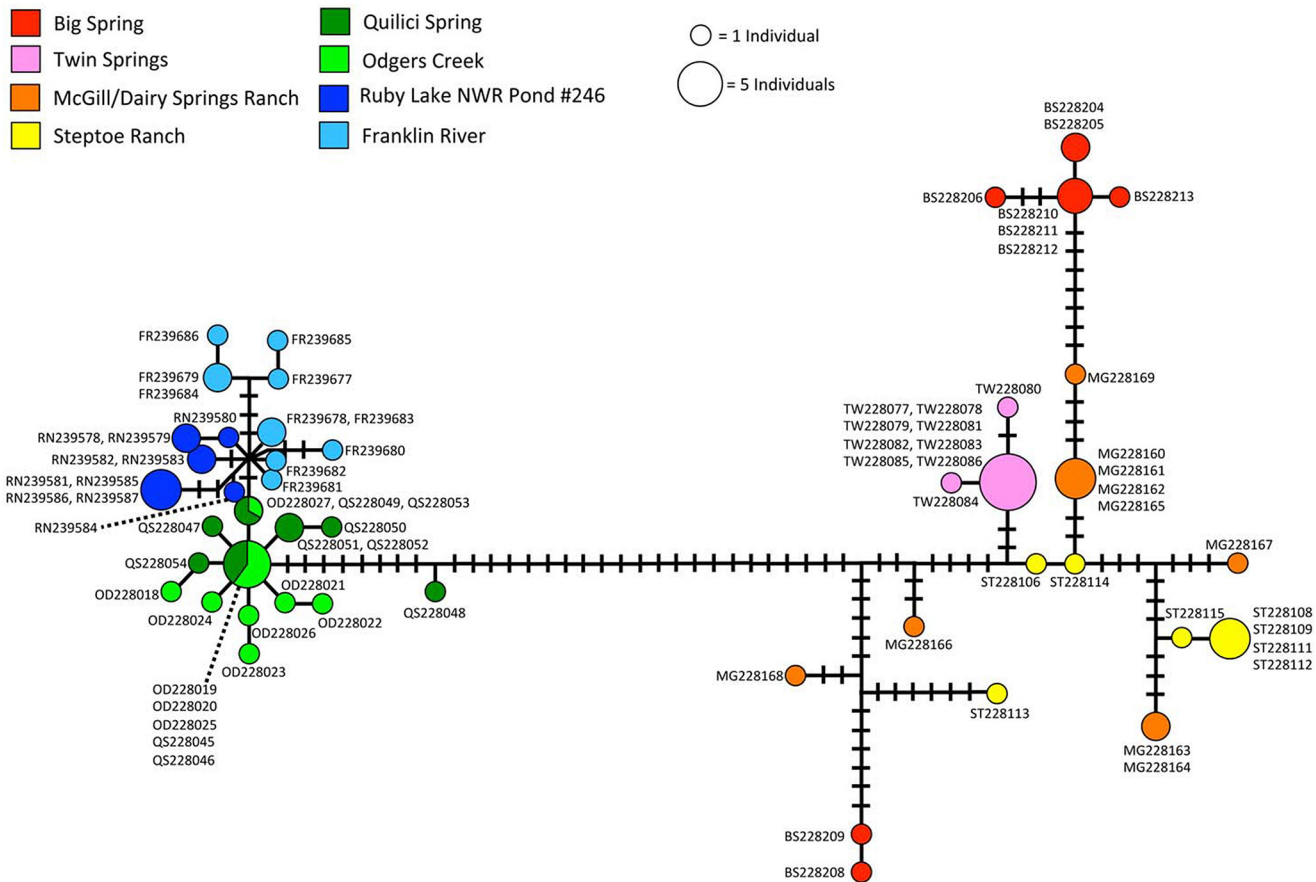 Big Spring
Twin Springs
McGill/Dairy Springs Ranch
Steptoe Ranch
Quilici Spring
Odgers Creek
Ruby Lake NWR Pond #246
Franklin River
= 1 Individual
= 5 Individuals
BS228204
BS228205
BS228206
BS228213
BS228210
BS228211
BS228212
MG228169
TW228080
TW228077, TW228078
TW228079, TW228081
TW228082, TW228083
TW228085, TW228086
TW228084
MG228160
MG228161
MG228162
MG228165
FR239686
FR239685
FR239679
FR239684
FR239677
RN239580
FR239678, FR239683
RN239578, RN239579
FR239680
RN239582, RN239583
FR239682
FR239681
RN239581, RN239585
RN239586, RN239587
RN239584
OD228027, QS228049, QS228053
QS228047
QS228050
QS228051, QS228052
QS228054
OD228018
OD228021
OD228024
OD228022
OD228026
OD228023
OD228019
OD228020
OD228025
QS228045
QS228046
QS228048
ST228106
ST228114
MG228167
MG228166
MG228168
ST228113
ST228115
ST228108
ST228109
ST228111
ST228112
MG228163
MG228164
BS228209
BS228208